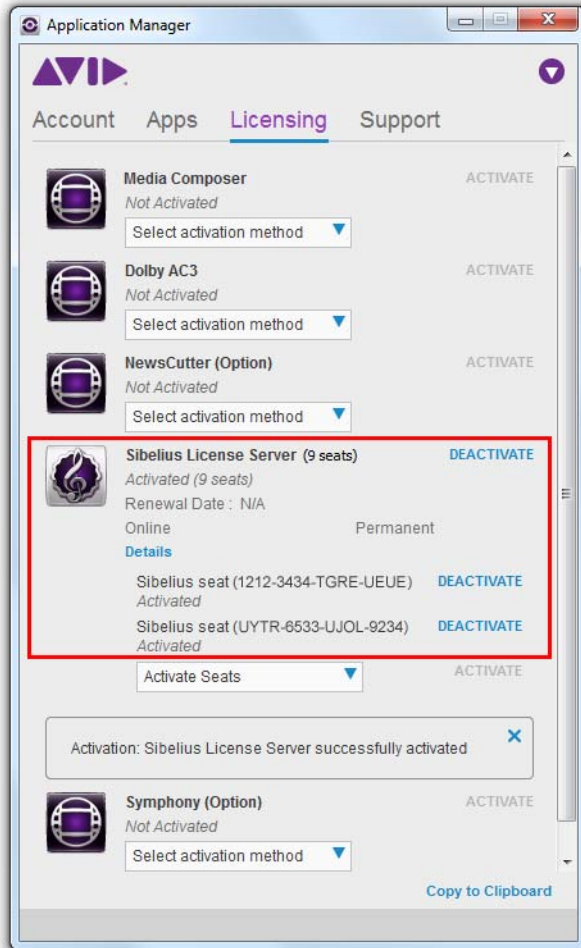 Application Manager
AVID
Account Apps Licensing Support
Media Composer ACTIVATE
Not Activated
Select activation method
Dolby AC3 ACTIVATE
Not Activated
Select activation method
NewsCutter (Option) ACTIVATE
Not Activated
Select activation method
Sibelius License Server (9 seats) DEACTIVATE
Activated (9 seats)
Renewal Date : N/A
Online Permanent
Details
Sibelius seat (1212-3434-TGRE-UEUE) DEACTIVATE
Activated
Sibelius seat (UYTR-6533-UJOL-9234) DEACTIVATE
Activated
Activate Seats ACTIVATE
Activation: Sibelius License Server successfully activated
Symphony (Option) ACTIVATE
Not Activated
Select activation method
Copy to Clipboard